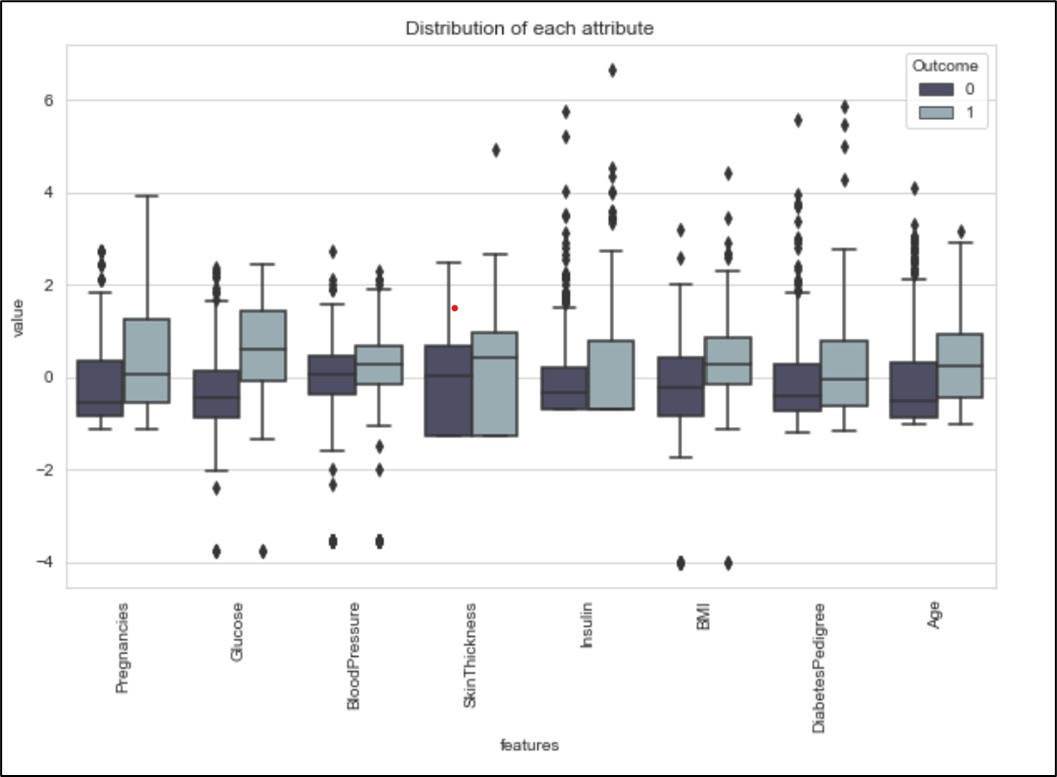 Distribution of each attribute
Outcome
0
1
value
6
4
2
0
−2
−4
Pregnancies
Glucose
BloodPressure
SkinThickness
Insulin
BMI
DiabetesPedigree
Age
features